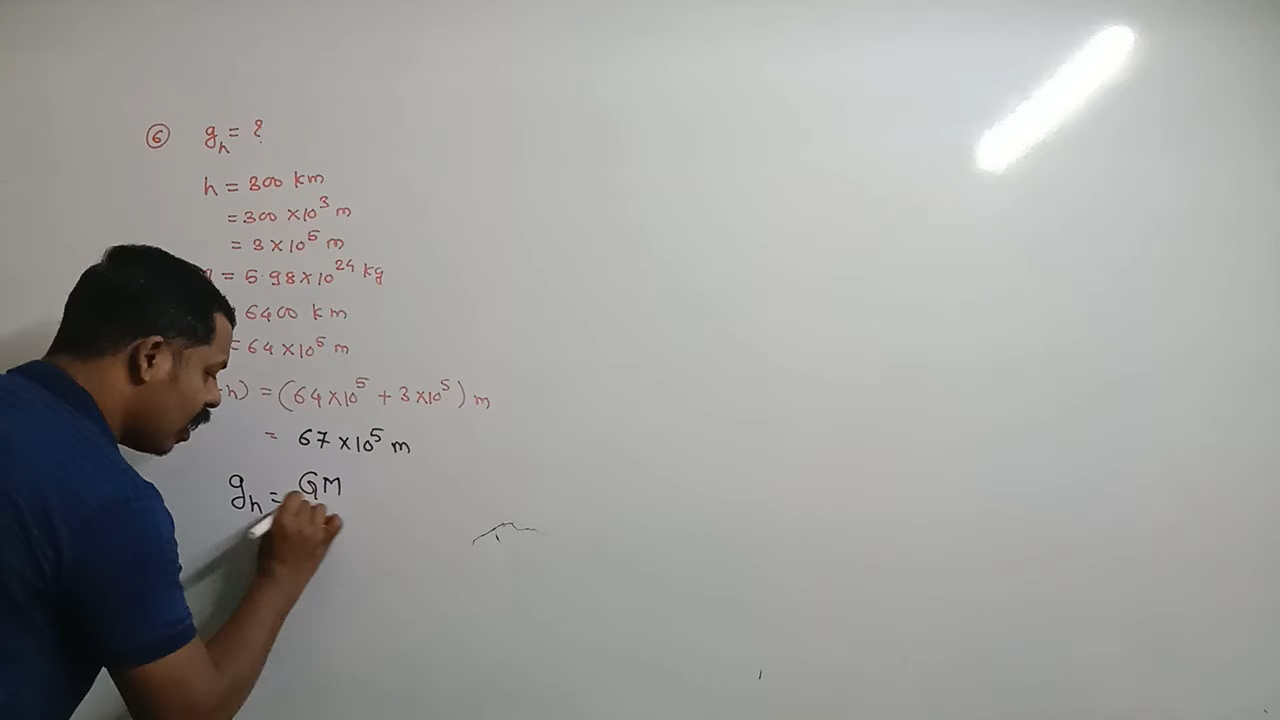 ⑥ gₕ = ?
h = 300 km
= 300 × 10³ m
= 3 × 10⁵ m
= 5.98 × 10²⁴ kg
6400 km
= 64 × 10⁵ m
h) = (64 × 10⁵ + 3 × 10⁵) m
= 67 × 10⁵ m
gₕ = GM